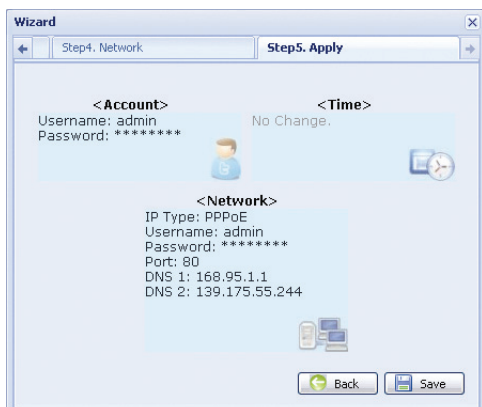 Wizard
Step4. Network
Step5. Apply
<Account>
Username: admin
Password: ********
<Time>
No Change.
<Network>
IP Type: PPPoE
Username: admin
Password: ********
Port: 80
DNS 1: 168.95.1.1
DNS 2: 139.175.55.244
Back
Save